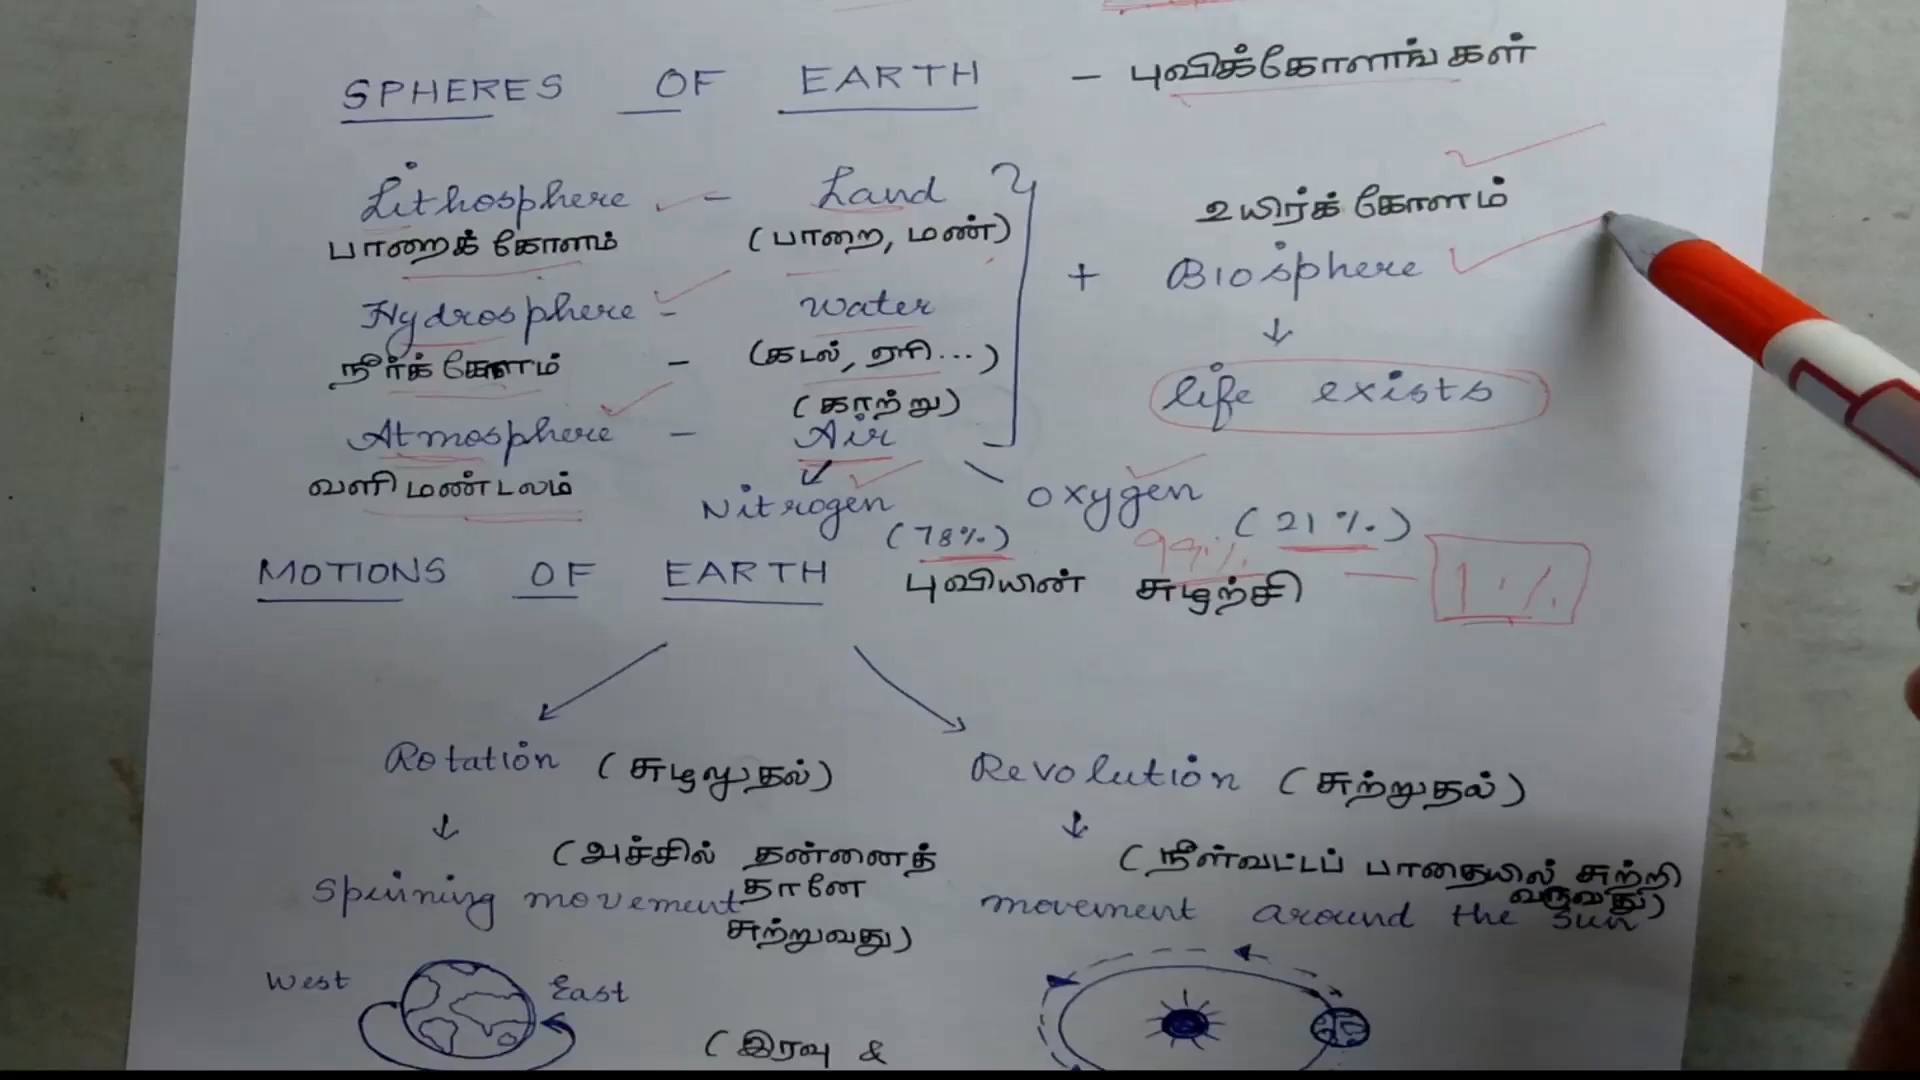 SPHERES OF EARTH - புவிக்கோளங்கள்
Lithosphere - Land
பாறைக் கோளம் (பாறை, மண்)
உயிர்க் கோளம்
+ Biosphere
Hydrosphere - Water
நீர்க் கோளம் - (கடல், ஏரி...)
↓
life exists
(காற்று)
Atmosphere - Air
வளி மண்டலம்
Nitrogen (78%)
Oxygen (21%)
99%. - 1%.
MOTIONS OF EARTH புவியின் சுழற்சி
Rotation (சுழலுதல்)
Revolution (சுற்றுதல்)
(அச்சில் தன்னைத்
தானே
சுற்றுவது)
Spinning movement
(நீள்வட்டப் பாதையில் சுற்றி
வருவது)
movement around the Sun
West East
(இரவு &